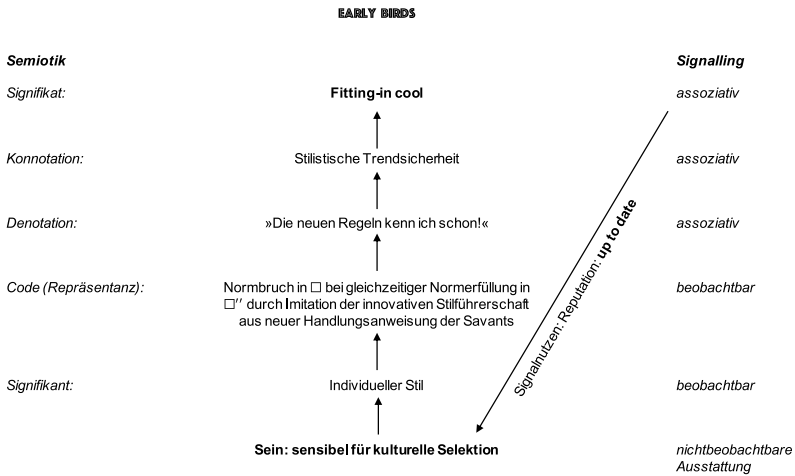 EARLY BIRDS
Semiotik Signalling
Signifikat: Fitting-in cool assoziativ
Konnotation: Stilistische Trendsicherheit assoziativ
Denotation: »Die neuen Regeln kenn ich schon!« assoziativ
Signalnutzen: Reputation: up to date
Code (Repräsentanz): Normbruch in □ bei gleichzeitiger Normerfüllung in beobachtbar
□′′ durch Imitation der innovativen Stilführerschaft
aus neuer Handlungsanweisung der Savants
Signifikant: Individueller Stil beobachtbar
Sein: sensibel für kulturelle Selektion nichtbeobachtbare
Ausstattung